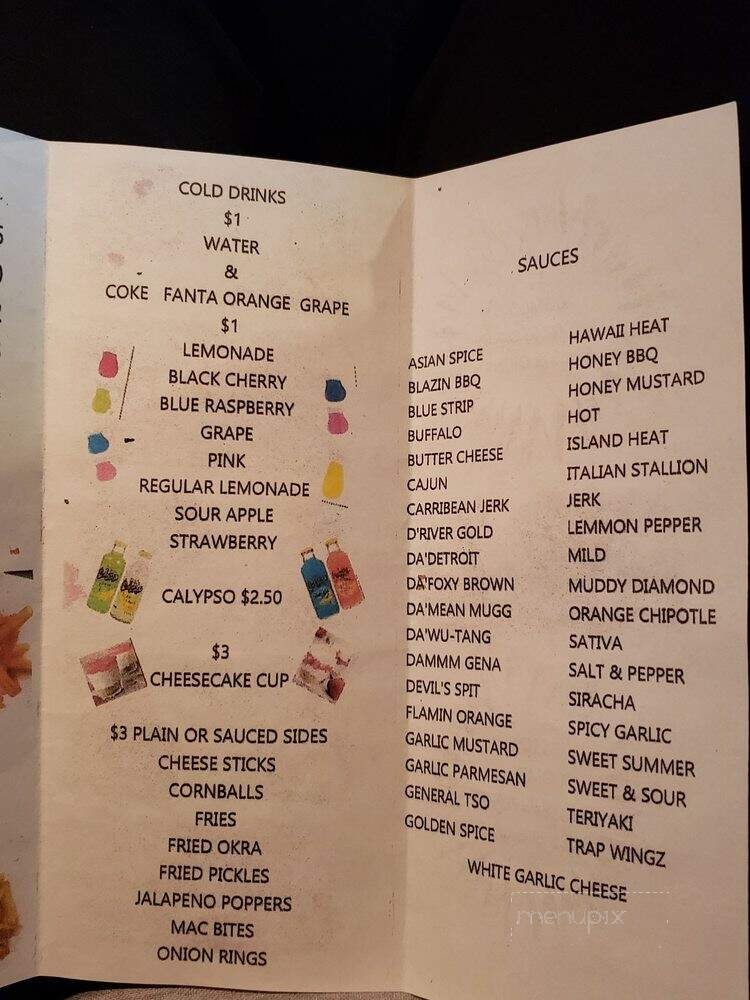 COLD DRINKS
$1
WATER
&
COKE FANTA ORANGE GRAPE
$1
LEMONADE
BLACK CHERRY
BLUE RASPBERRY
GRAPE
PINK
REGULAR LEMONADE
SOUR APPLE
STRAWBERRY
CALYPSO $2.50
$3
CHEESECAKE CUP
$3 PLAIN OR SAUCED SIDES
CHEESE STICKS
CORNBALLS
FRIES
FRIED OKRA
FRIED PICKLES
JALAPENO POPPERS
MAC BITES
ONION RINGS
SAUCES
ASIAN SPICE
BLAZIN BBQ
BLUE STRIP
BUFFALO
BUTTER CHEESE
CAJUN
CARRIBEAN JERK
D'RIVER GOLD
DA'DETROIT
DA'FOXY BROWN
DA'MEAN MUGG
DA'WU-TANG
DAMMM GENA
DEVIL'S SPIT
FLAMIN ORANGE
GARLIC MUSTARD
GARLIC PARMESAN
GENERAL TSO
GOLDEN SPICE
HAWAII HEAT
HONEY BBQ
HONEY MUSTARD
HOT
ISLAND HEAT
ITALIAN STALLION
JERK
LEMMON PEPPER
MILD
MUDDY DIAMOND
ORANGE CHIPOTLE
SATIVA
SALT & PEPPER
SIRACHA
SPICY GARLIC
SWEET SUMMER
SWEET & SOUR
TERIYAKI
TRAP WINGZ
WHITE GARLIC CHEESE
menupix